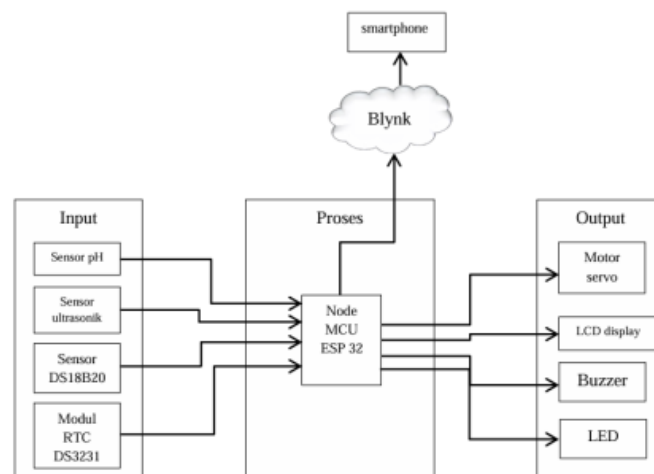 smartphone
Blynk
Input
Sensor pH
Sensor
ultrasonik
Sensor
DS18B20
Modul
RTC
DS3231
Proses
Node
MCU
ESP 32
Output
Motor
servo
LCD display
Buzzer
LED